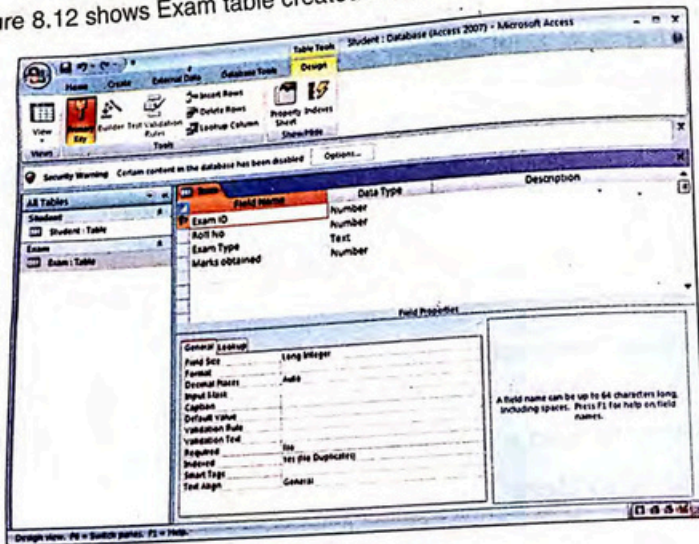 ure 8.12 shows Exam table created
Student : Database (Access 2007) - Microsoft Access
Table Tools
Home Create External Data Database Tools Design
View
Primary Key
Builder
Test Validation Rules
Insert Rows
Delete Rows
Lookup Column
Property Sheet
Indexes
Views
Tools
Show/Hide
Security Warning Certain content in the database has been disabled Options...
All Tables
Student
Student : Table
Exam
Exam : Table
Exam
Field Name Data Type Description
Exam ID Number
Roll No Number
Exam Type Text
Marks obtained Number
Field Properties
General Lookup
Field Size Long Integer
Format
Decimal Places Auto
Input Mask
Caption
Default Value
Validation Rule
Validation Text
Required No
Indexed Yes (No Duplicates)
Smart Tags
Text Align General
A field name can be up to 64 characters long, including spaces. Press F1 for help on field names.
Design view. F6 = Switch panes. F1 = Help.